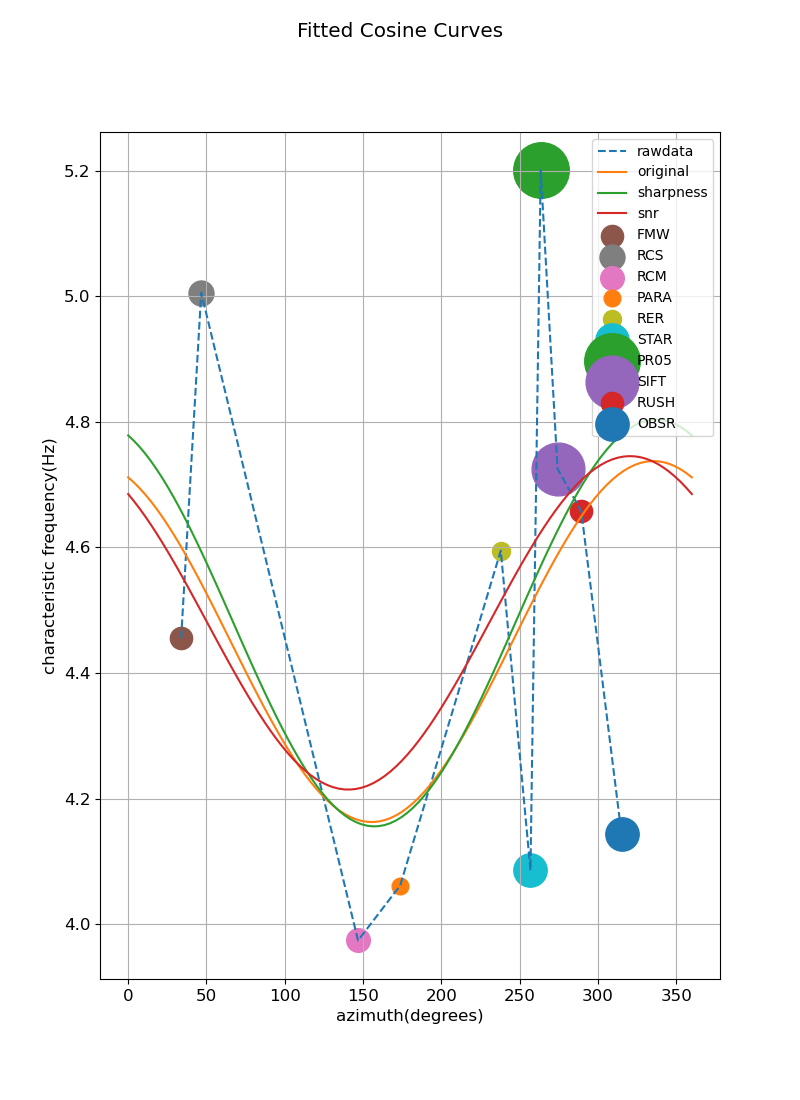 Fitted Cosine Curves
rawdata
original
sharpness
snr
FMW
RCS
RCM
PARA
RER
STAR
PR05
SIFT
RUSH
OBSR
characteristic frequency(Hz)
5.2
5.0
4.8
4.6
4.4
4.2
4.0
0 50 100 150 200 250 300 350
azimuth(degrees)